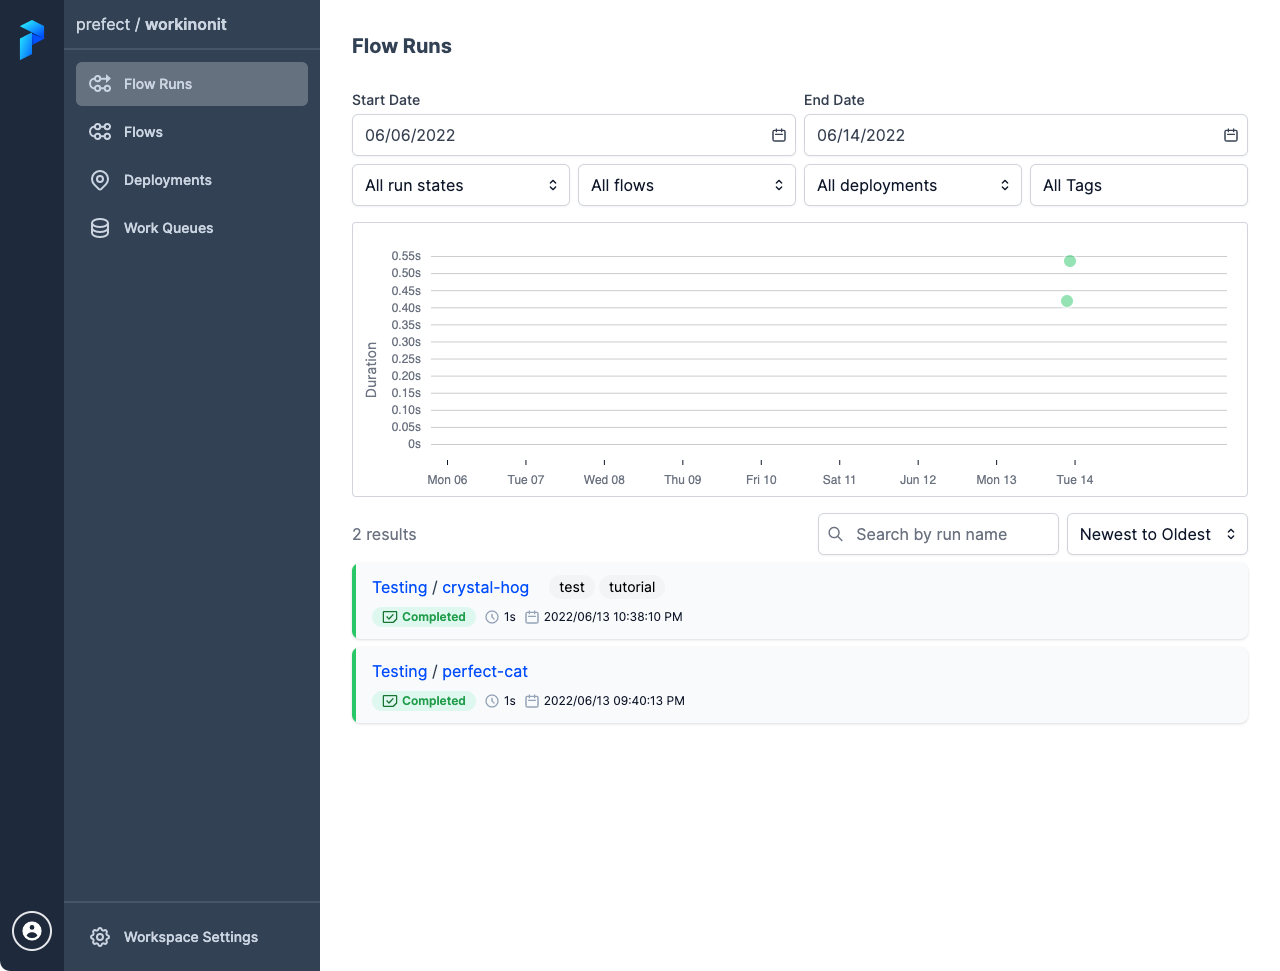 prefect / workinonit
Flow Runs
Flows
Deployments
Work Queues
Workspace Settings
Flow Runs
Start Date
End Date
06/06/2022
06/14/2022
All run states
All flows
All deployments
All Tags
Duration
0.55s
0.50s
0.45s
0.40s
0.35s
0.30s
0.25s
0.20s
0.15s
0.10s
0.05s
0s
Mon 06 Tue 07 Wed 08 Thu 09 Fri 10 Sat 11 Jun 12 Mon 13 Tue 14
2 results
Search by run name
Newest to Oldest
Testing / crystal-hog test tutorial
Completed 1s 2022/06/13 10:38:10 PM
Testing / perfect-cat
Completed 1s 2022/06/13 09:40:13 PM